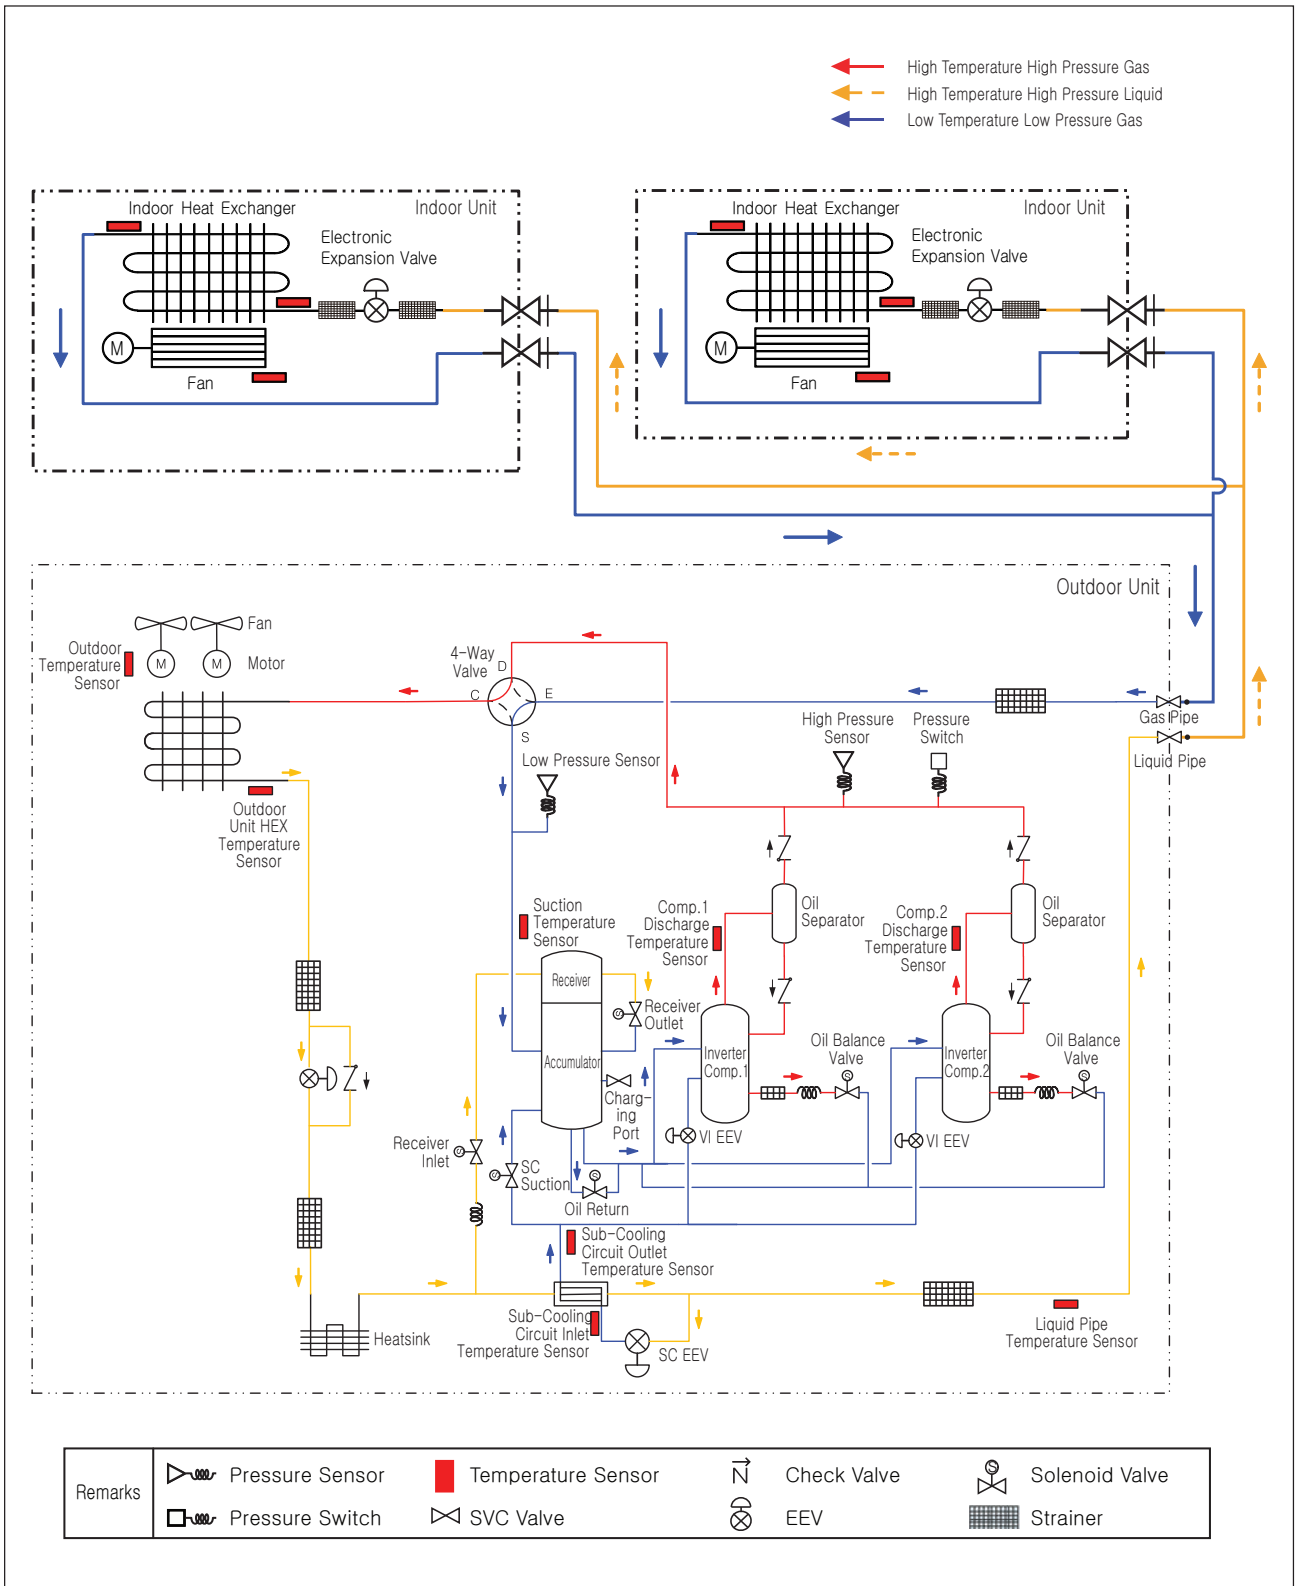 High Temperature High Pressure Gas
High Temperature High Pressure Liquid
Low Temperature Low Pressure Gas
Indoor Heat Exchanger
Indoor Unit
Electronic
Expansion Valve
M
Fan
Indoor Heat Exchanger
Indoor Unit
Electronic
Expansion Valve
M
Fan
Outdoor Unit
Fan
Outdoor
Temperature
Sensor
M
M
Motor
4-Way
Valve
D
C
E
S
Gas Pipe
Liquid Pipe
High Pressure
Sensor
Pressure
Switch
Low Pressure Sensor
Outdoor
Unit HEX
Temperature
Sensor
Suction
Temperature
Sensor
Comp.1
Discharge
Temperature
Sensor
Oil
Separator
Comp.2
Discharge
Temperature
Sensor
Oil
Separator
Receiver
S
Receiver
Outlet
Accumulator
Inverter
Comp.1
Oil Balance
Valve
S
Inverter
Comp.2
Oil Balance
Valve
S
Charg-
ing
Port
VI EEV
VI EEV
Receiver
Inlet
S
S
SC
Suction
S
Oil Return
Sub-Cooling
Circuit Outlet
Temperature Sensor
Sub-Cooling
Circuit Inlet
Temperature Sensor
SC EEV
Heatsink
Liquid Pipe
Temperature Sensor
Remarks
Pressure Sensor
Temperature Sensor
Check Valve
S
Solenoid Valve
Pressure Switch
SVC Valve
EEV
Strainer